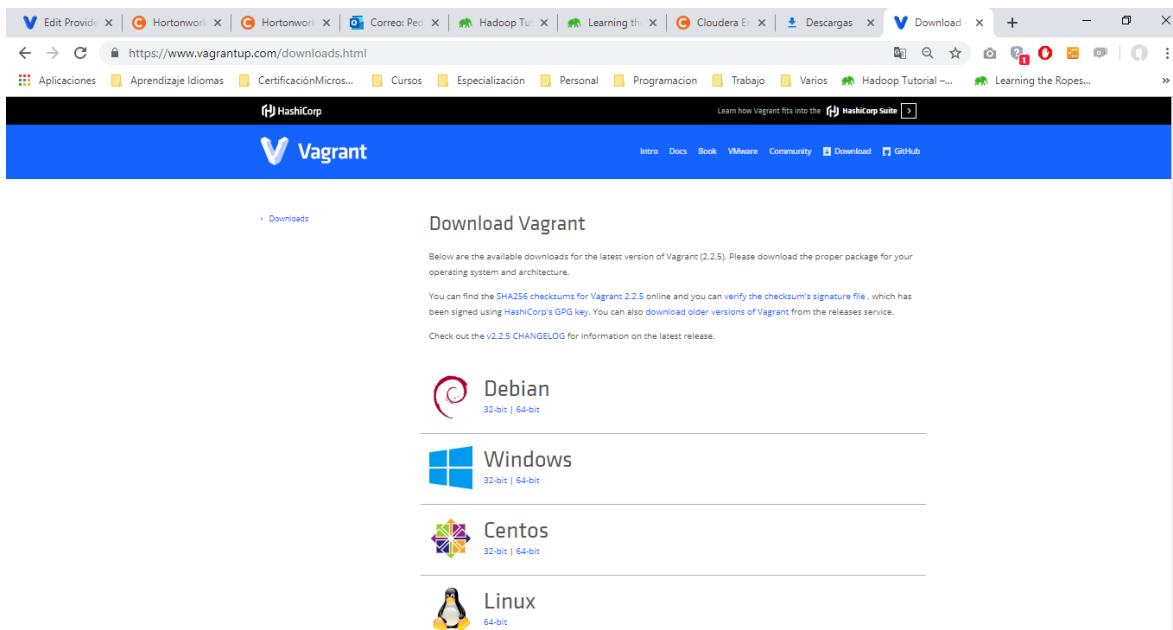 Edit Provide
Hortonwork
Hortonwork
Correo: Ped
Hadoop Tut
Learning th
Cloudera En
Descargas
Download -
https://www.vagrantup.com/downloads.html
1
Aplicaciones
Aprendizaje Idiomas
CertificaciónMicros...
Cursos
Especialización
Personal
Programacion
Trabajo
Varios
Hadoop Tutorial –...
Learning the Ropes...
»
HashiCorp
Learn how Vagrant fits into the HashiCorp Suite
Vagrant
Intro Docs Book VMware Community Download GitHub
› Downloads
Download Vagrant
Below are the available downloads for the latest version of Vagrant (2.2.5). Please download the proper package for your
operating system and architecture.
You can find the SHA256 checksums for Vagrant 2.2.5 online and you can verify the checksum's signature file , which has
been signed using HashiCorp's GPG key. You can also download older versions of Vagrant from the releases service.
Check out the v2.2.5 CHANGELOG for information on the latest release.
Debian
32-bit | 64-bit
Windows
32-bit | 64-bit
Centos
32-bit | 64-bit
Linux
64-bit